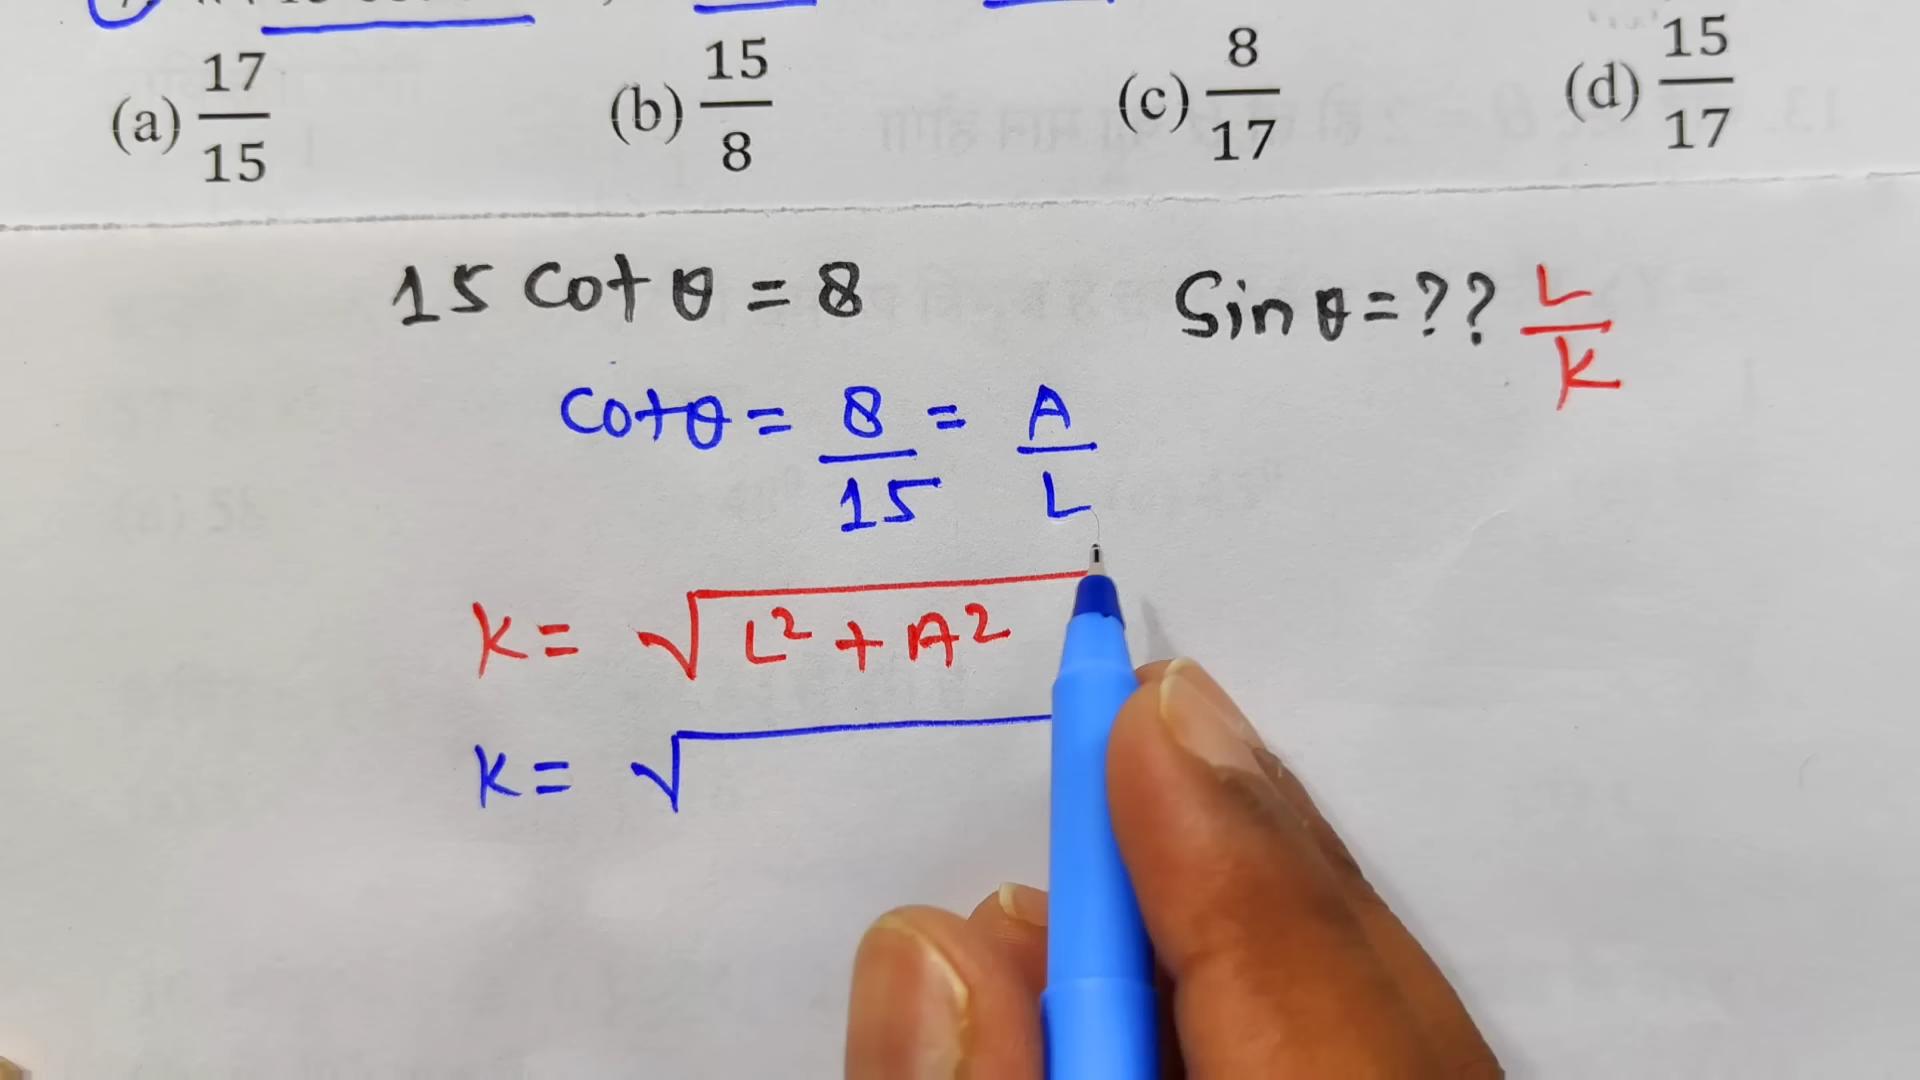 (a) 17/15 (b) 15/8 (c) 8/17 (d) 15/17
15 Cot θ = 8 Sin θ = ?? L/K
Cot θ = 8/15 = A/L
K = √(L² + A²)
K = √